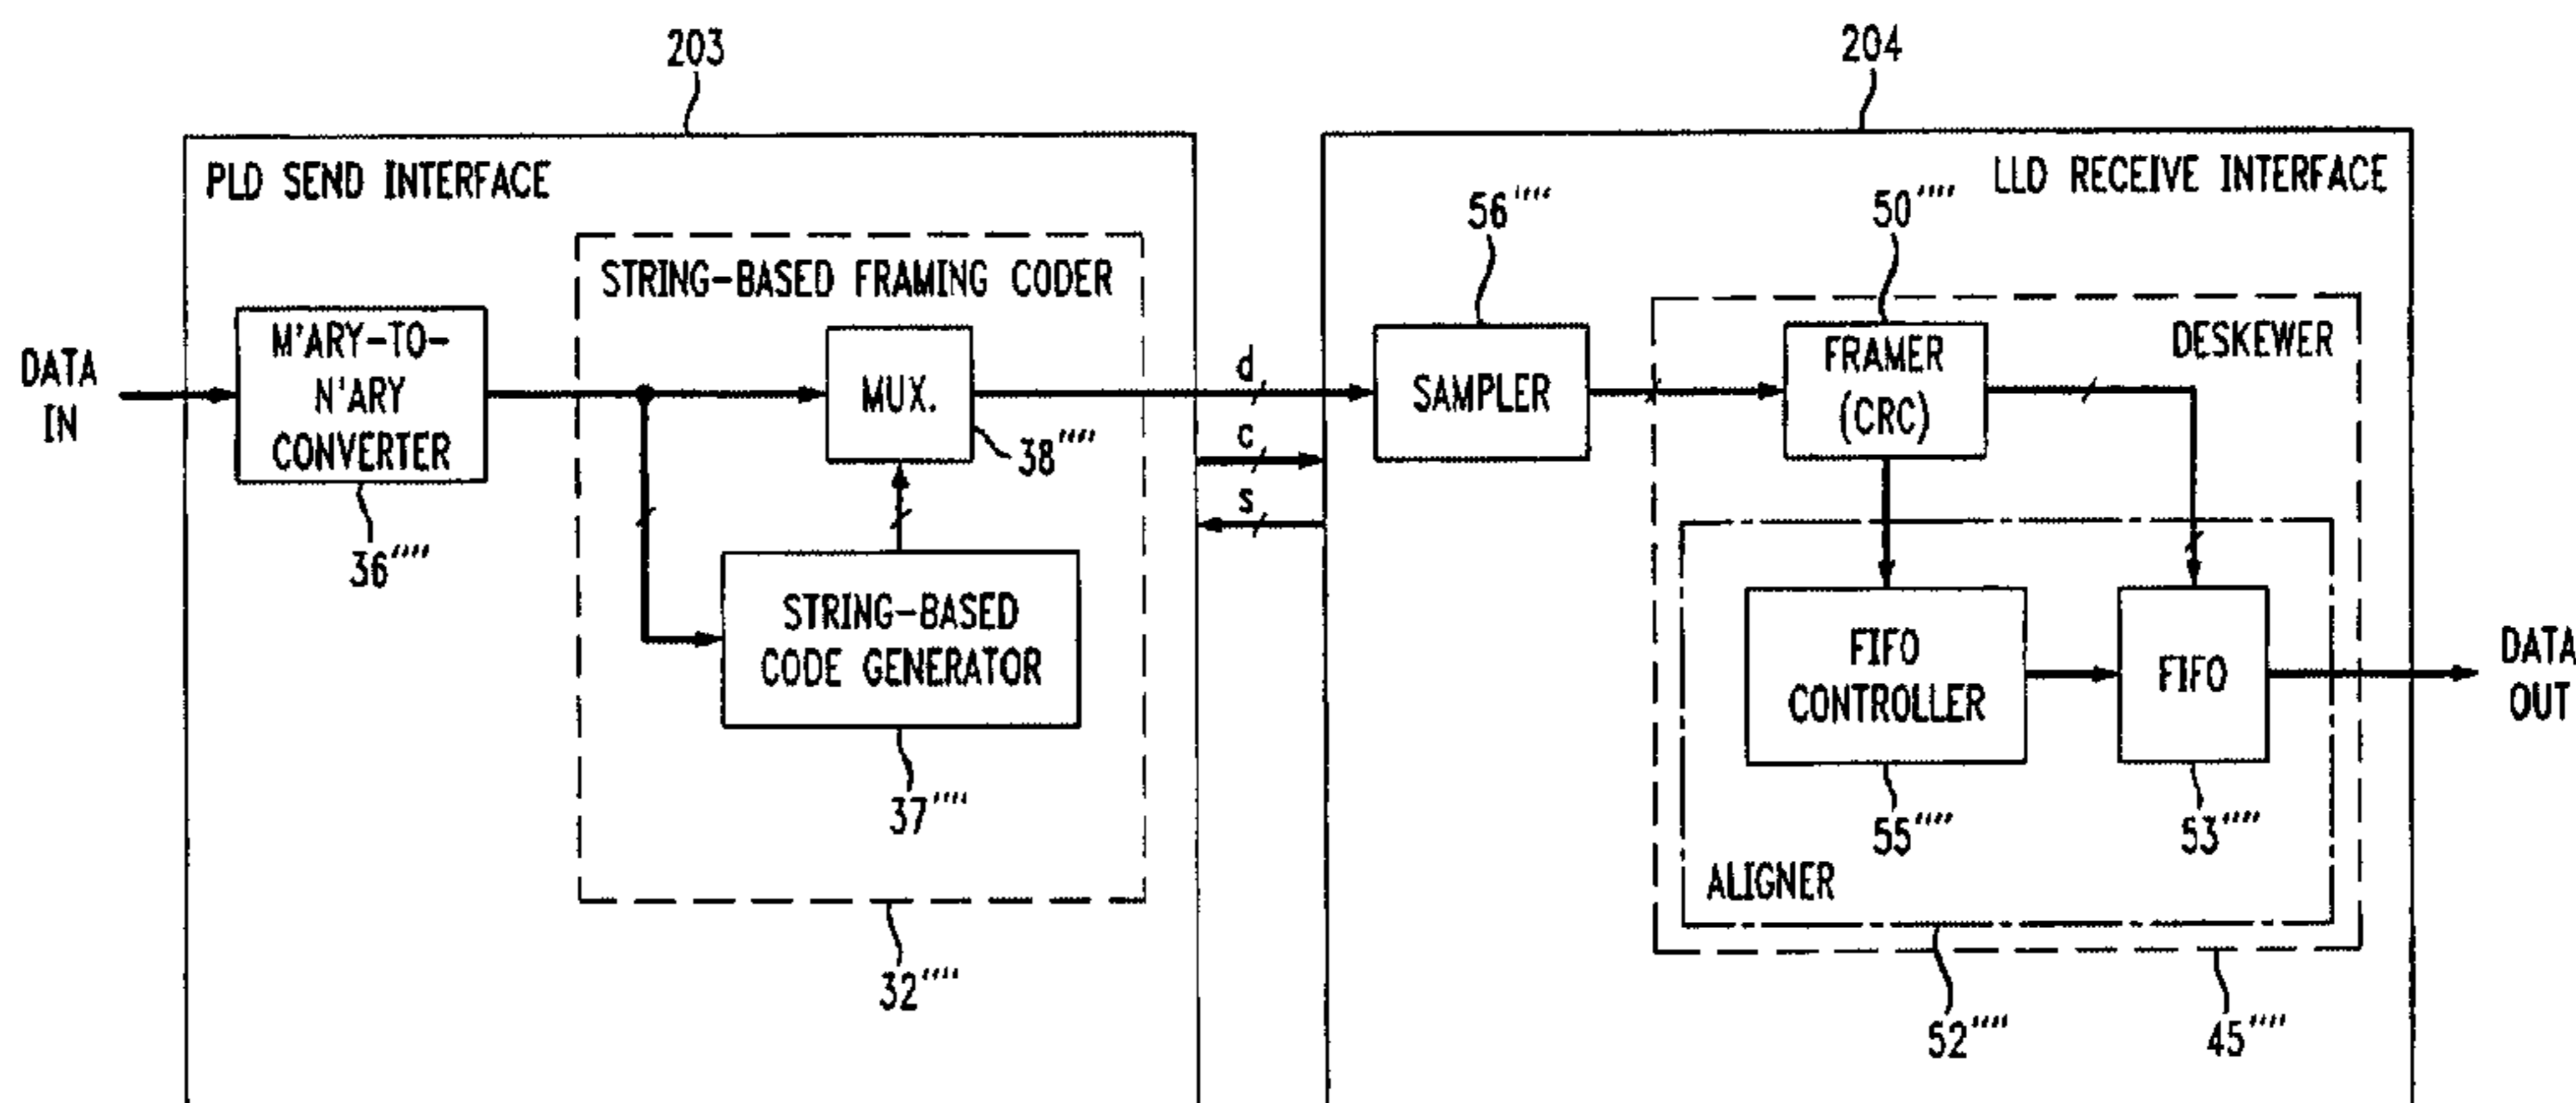 203
204
PLD SEND INTERFACE
LLD RECEIVE INTERFACE
56''''
50''''
STRING-BASED FRAMING CODER
DESKEWER
DATA
IN
M'ARY-TO-
N'ARY
CONVERTER
MUX.
38''''
d
c
s
SAMPLER
FRAMER
(CRC)
36''''
STRING-BASED
CODE GENERATOR
37''''
FIFO
CONTROLLER
FIFO
DATA
OUT
55''''
53''''
ALIGNER
32''''
52''''
45''''